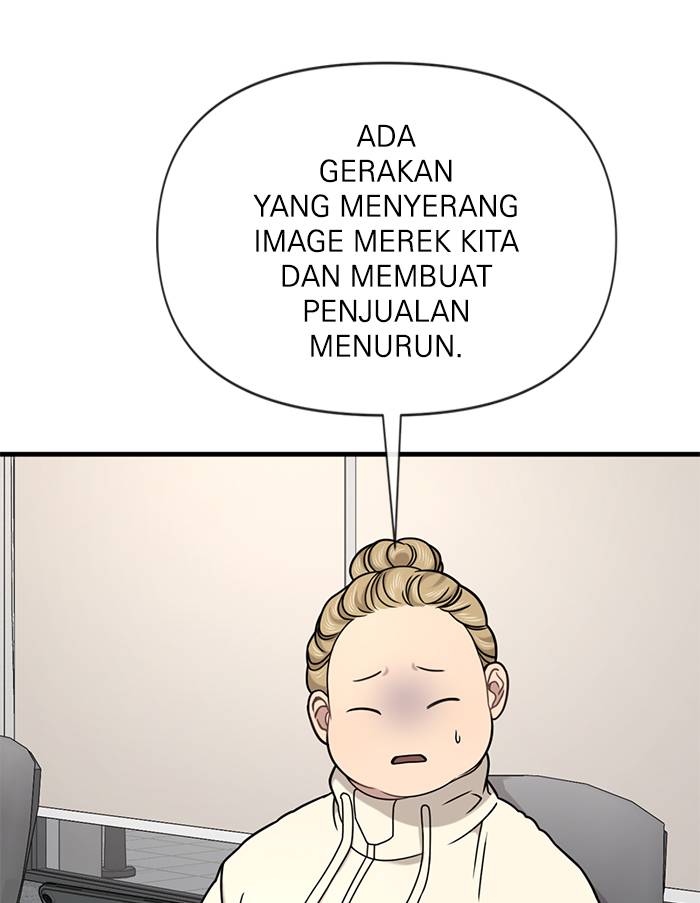 ADA
GERAKAN
YANG MENYERANG
IMAGE MEREK KITA
DAN MEMBUAT
PENJUALAN
MENURUN.